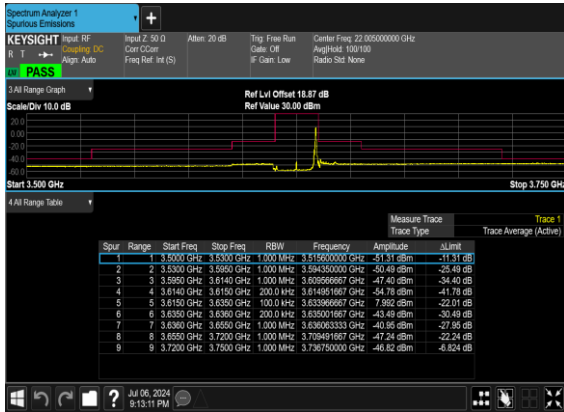 Spectrum Analyzer 1
Spurious Emissions
KEYSIGHT Input: RF Input Z: 50 Ω Atten: 20 dB Trig: Free Run Center Freq: 22.005000000 GHz
R T Coupling: DC Corr CCorr Gate: Off Avg|Hold: 100/100
Align: Auto Freq Ref: Int (S) IF Gain: Low Radio Std: None
PASS
3 All Range Graph
Ref Lvl Offset 18.87 dB
Scale/Div 10.0 dB Ref Value 30.00 dBm
20.0
0.00
-20.0
-40.0
-60.0
Start 3.500 GHz Stop 3.750 GHz
4 All Range Table
Measure Trace Trace 1
Trace Type Trace Average (Active)
Spur Range Start Freq Stop Freq RBW Frequency Amplitude ΔLimit
1 1 3.5000 GHz 3.5300 GHz 1.000 MHz 3.515600000 GHz -51.31 dBm -11.31 dB
2 2 3.5300 GHz 3.5950 GHz 1.000 MHz 3.594350000 GHz -50.49 dBm -25.49 dB
3 3 3.5950 GHz 3.6140 GHz 1.000 MHz 3.609566667 GHz -47.40 dBm -34.40 dB
4 4 3.6140 GHz 3.6150 GHz 200.0 kHz 3.614951667 GHz -54.78 dBm -41.78 dB
5 5 3.6150 GHz 3.6350 GHz 100.0 kHz 3.633966667 GHz 7.992 dBm -22.01 dB
6 6 3.6350 GHz 3.6360 GHz 200.0 kHz 3.635001667 GHz -43.49 dBm -30.49 dB
7 7 3.6360 GHz 3.6550 GHz 1.000 MHz 3.636063333 GHz -40.95 dBm -27.95 dB
8 8 3.6550 GHz 3.7200 GHz 1.000 MHz 3.709491667 GHz -47.24 dBm -22.24 dB
9 9 3.7200 GHz 3.7500 GHz 1.000 MHz 3.736750000 GHz -46.82 dBm -6.824 dB
Jul 06, 2024
9:13:11 PM